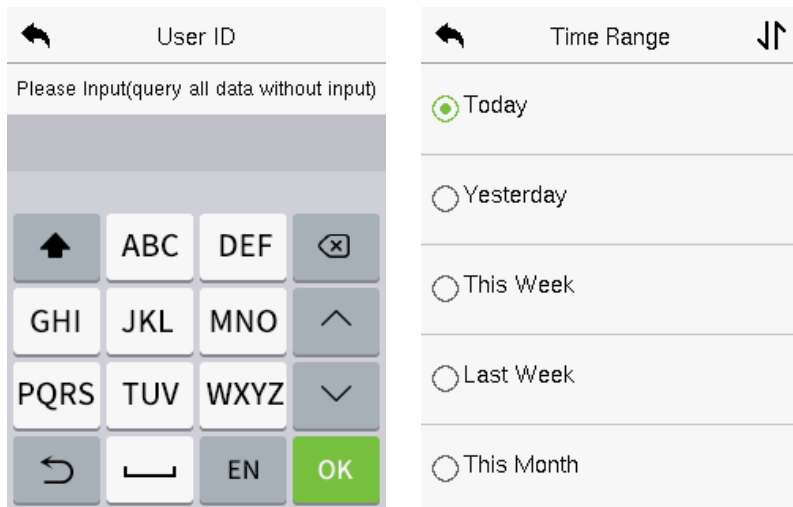 User ID
Please Input(query all data without input)
ABC DEF
GHI JKL MNO
PQRS TUV WXYZ
EN OK
Time Range
Today
Yesterday
This Week
Last Week
This Month